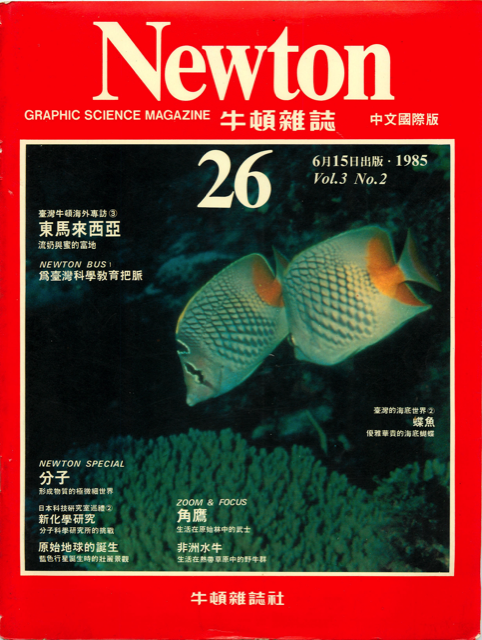 Newton
GRAPHIC SCIENCE MAGAZINE 牛頓雜誌 中文國際版
26
6月15日出版·1985
Vol.3 No.2
臺灣牛頓海外專訪③
東馬來西亞
流奶與蜜的富地
NEWTON BUS:
為臺灣科學教育把脈
臺灣的海底世界②
蝶魚
優雅華貴的海底蝴蝶
NEWTON SPECIAL
分子
形成物質的極微細世界
日本科技研究室巡禮②
新化學研究
分子科學研究所的挑戰
原始地球的誕生
藍色行星誕生時的壯麗景觀
ZOOM & FOCUS
角鷹
生活在原始林中的武士
非洲水牛
生活在熱帶草原中的野牛群
牛頓雜誌社